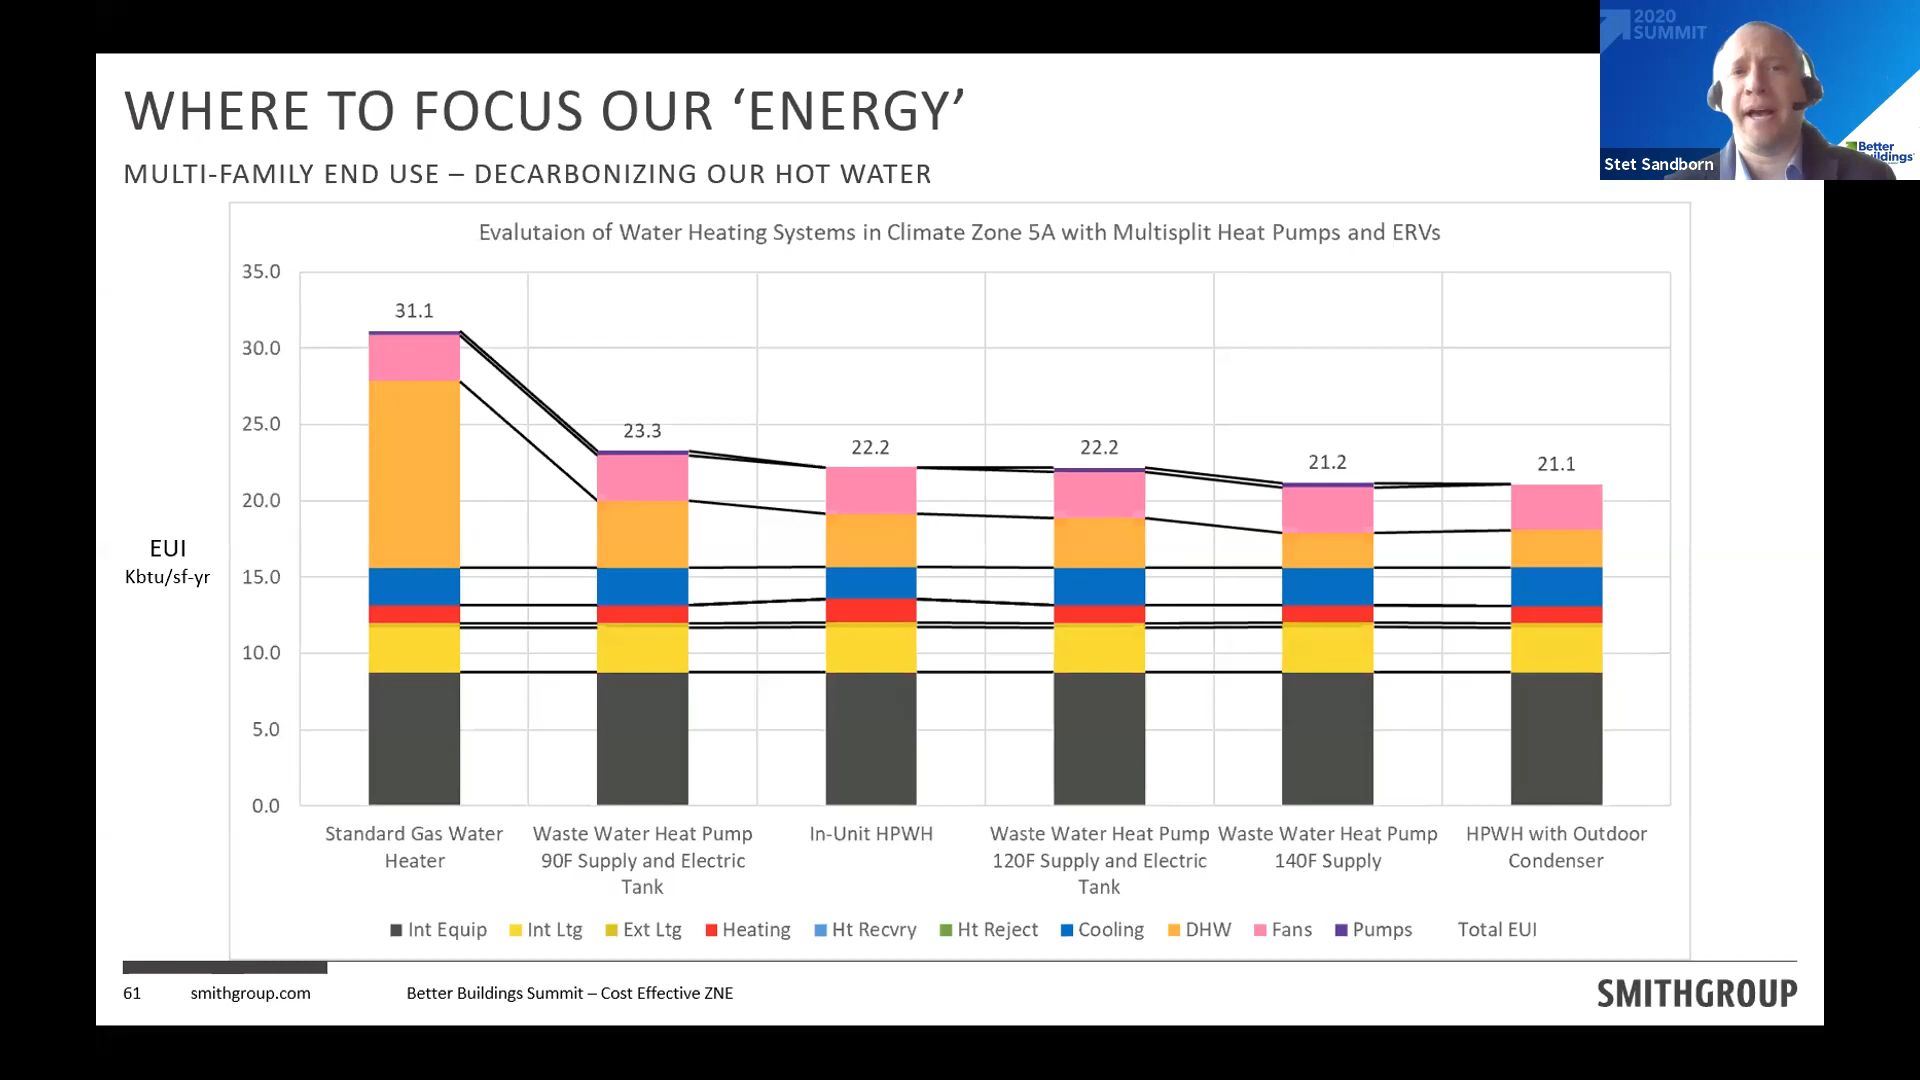 2020
SUMMIT
Better
Stet Sandborn
WHERE TO FOCUS OUR ‘ENERGY’
MULTI-FAMILY END USE – DECARBONIZING OUR HOT WATER
Evalutaion of Water Heating Systems in Climate Zone 5A with Multisplit Heat Pumps and ERVs
35.0
30.0
25.0
20.0
15.0
10.0
5.0
0.0
EUI
Kbtu/sf-yr
31.1
23.3
22.2
22.2
21.2
21.1
Standard Gas Water
Heater
Waste Water Heat Pump
90F Supply and Electric
Tank
In-Unit HPWH
Waste Water Heat Pump
120F Supply and Electric
Tank
Waste Water Heat Pump
140F Supply
HPWH with Outdoor
Condenser
Int Equip Int Ltg Ext Ltg Heating Ht Recvry Ht Reject Cooling DHW Fans Pumps Total EUI
61 smithgroup.com Better Buildings Summit – Cost Effective ZNE
SMITHGROUP